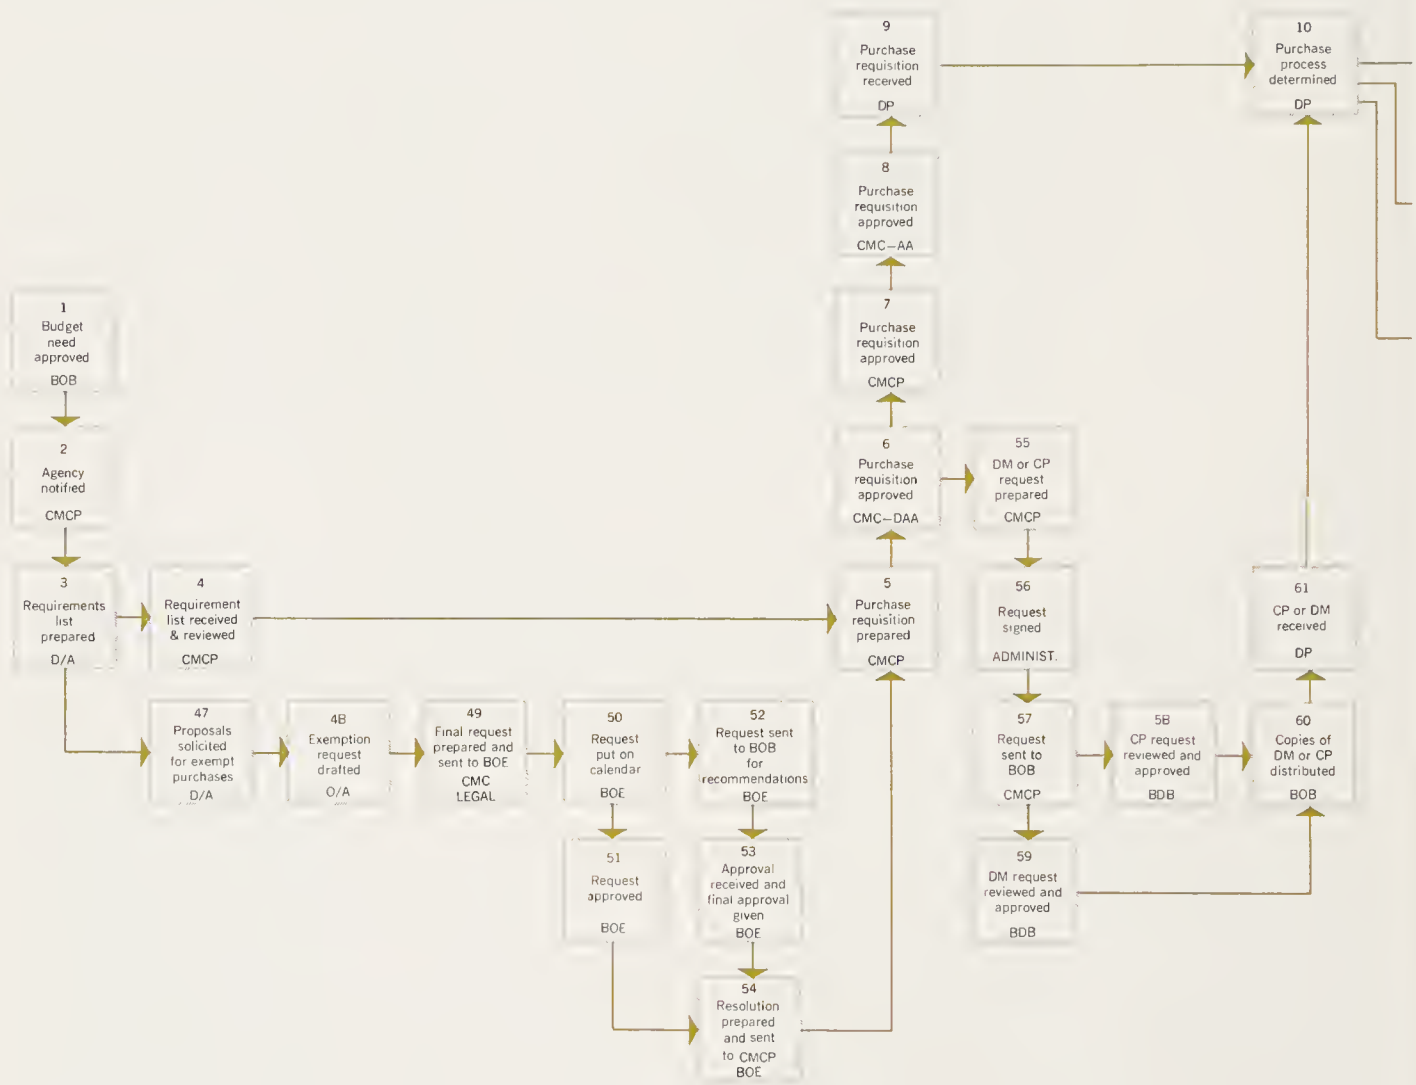 9
Purchase
requisition
received
DP
10
Purchase
process
determined
DP
8
Purchase
requisition
approved
CMC–AA
1
Budget
need
approved
BOB
7
Purchase
requisition
approved
CMCP
2
Agency
notified
CMCP
6
Purchase
requisition
approved
CMC–DAA
55
DM or CP
request
prepared
CMCP
3
Requirements
list
prepared
D/A
4
Requirement
list received
& reviewed
CMCP
5
Purchase
requisition
prepared
CMCP
56
Request
signed
ADMINIST.
61
CP or DM
received
DP
47
Proposals
solicited
for exempt
purchases
D/A
4B
Exemption
request
drafted
O/A
49
Final request
prepared and
sent to BOE
CMC
LEGAL
50
Request
put on
calendar
BOE
52
Request sent
to BOB
for
recommendations
BOE
57
Request
sent to
BOB
CMCP
5B
CP request
reviewed and
approved
BDB
60
Copies of
DM or CP
distributed
BOB
51
Request
approved
BOE
53
Approval
received and
final approval
given
BOE
59
DM request
reviewed and
approved
BDB
54
Resolution
prepared
and sent
to CMCP
BOE